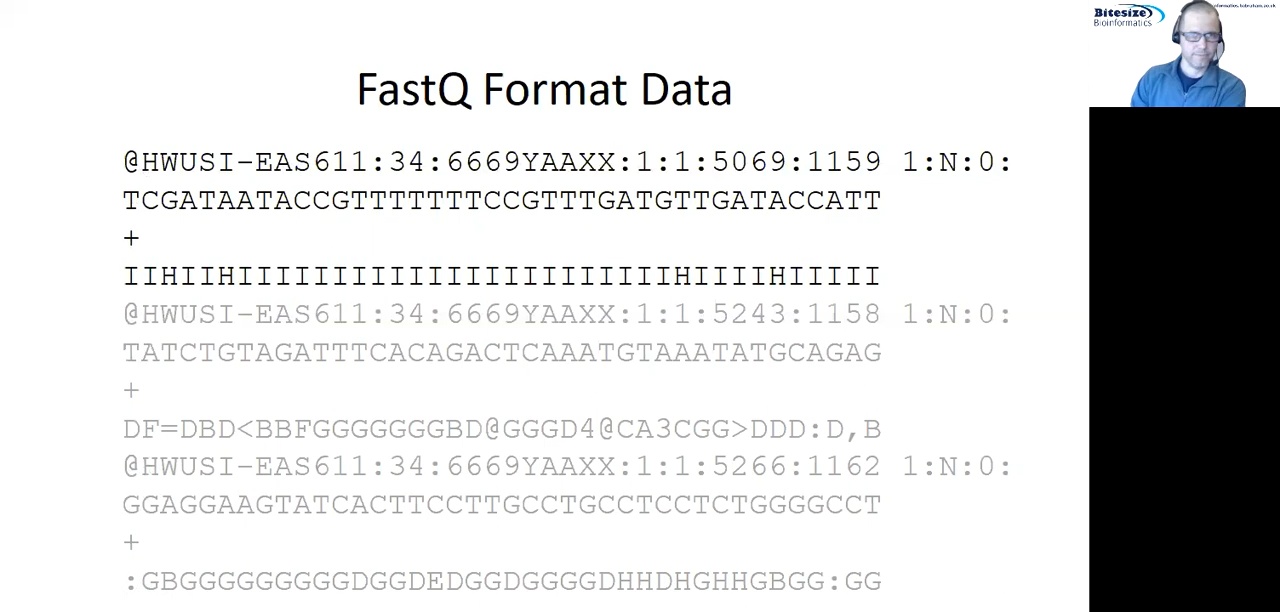 Bitesize
Bioinformatics
FastQ Format Data
@HWUSI-EAS611:34:6669YAAXX:1:1:5069:1159 1:N:0:
TCGATAATACCGTTTTTTTCCGTTTGATGTTGATACCATT
+
IIHIIHIIIIIIIIIIIIIIIIIIIIIIIHIIIIHIIIII
@HWUSI-EAS611:34:6669YAAXX:1:1:5243:1158 1:N:0:
TATCTGTAGATTTCACAGACTCAAATGTAAATATGCAGAG
+
DF=DBD<BBFGGGGGGGBD@GGGD4@CA3CGG>DDD:D,B
@HWUSI-EAS611:34:6669YAAXX:1:1:5266:1162 1:N:0:
GGAGGAAGTATCACTTCCTTGCCTGCCTCCTCTGGGGCCT
+
:GBGGGGGGGGGDGGDEDGGDGGGGDHHDHGHHGBGG:GG